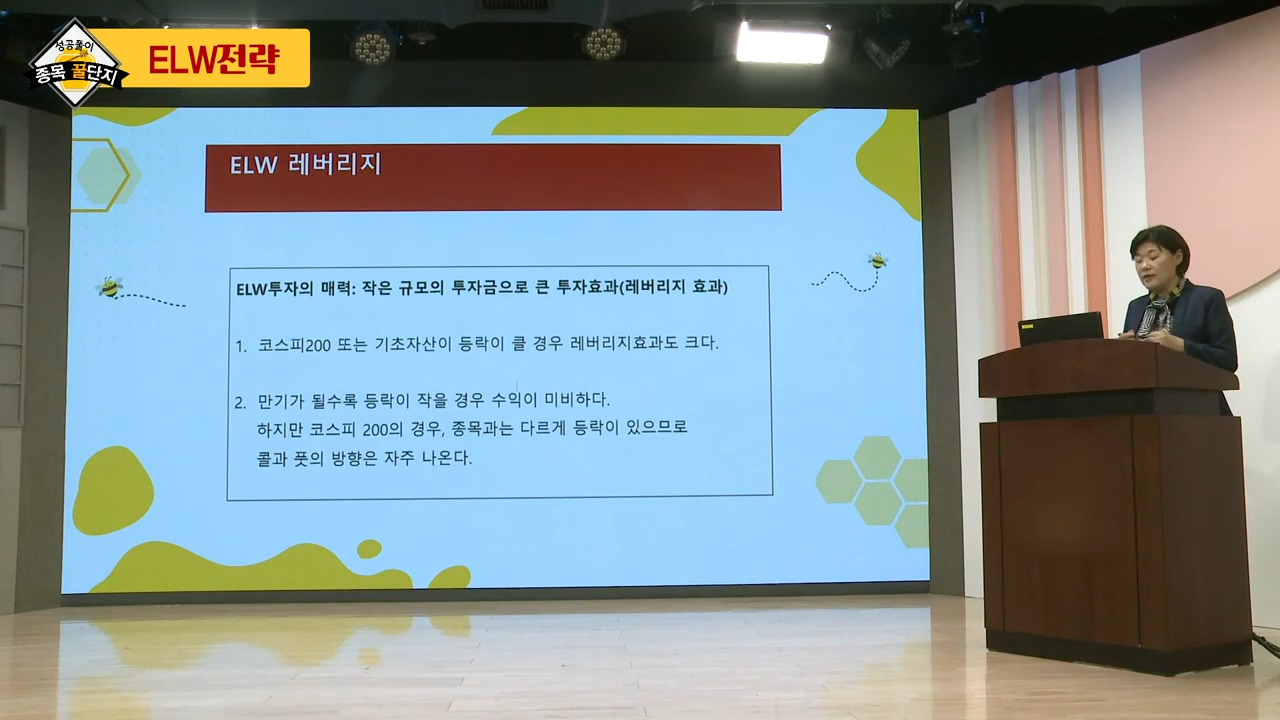 성공풀이
종목 꿀단지
ELW전략
ELW 레버리지
ELW투자의 매력: 작은 규모의 투자금으로 큰 투자효과(레버리지 효과)
1. 코스피200 또는 기초자산이 등락이 클 경우 레버리지효과도 크다.
2. 만기가 될수록 등락이 작을 경우 수익이 미비하다.
하지만 코스피 200의 경우, 종목과는 다르게 등락이 있으므로
콜과 풋의 방향은 자주 나온다.